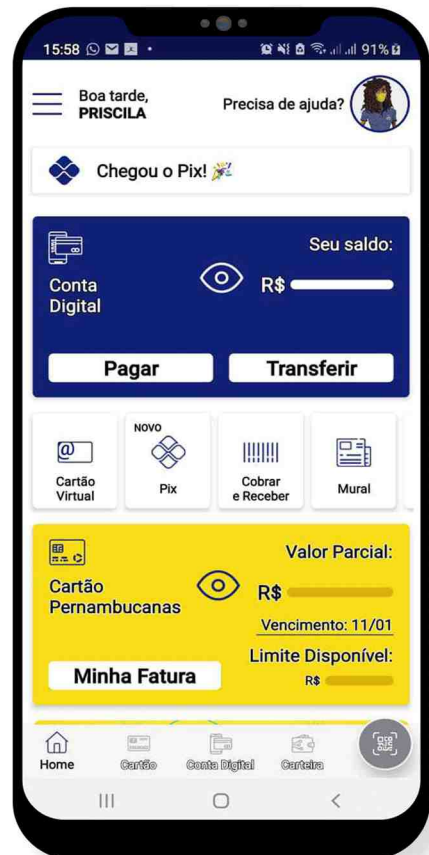 15:58 91%
Boa tarde,
PRISCILA
Precisa de ajuda?
Chegou o Pix!
Seu saldo:
Conta
Digital
R$
Pagar
Transferir
@
Cartão
Virtual
NOVO
Pix
Cobrar
e Receber
Mural
Valor Parcial:
Cartão
Pernambucanas
R$
Vencimento: 11/01
Limite Disponível:
R$
Minha Fatura
Home
Cartão
Conta Digital
Carteira